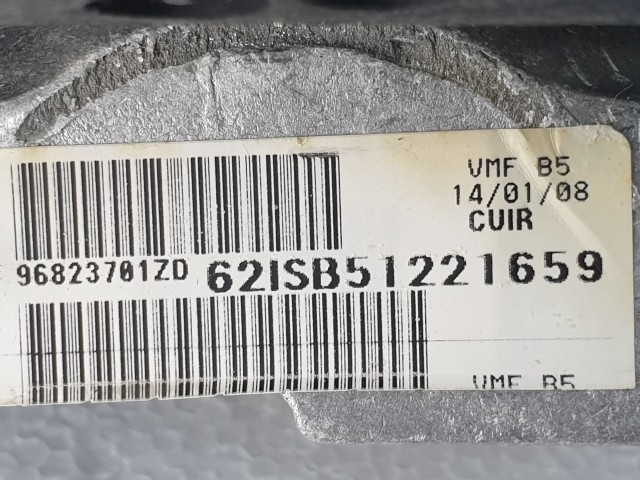 VMF B5
14/01/08
CUIR
96823701ZD 62ISB51221659
VMF B5